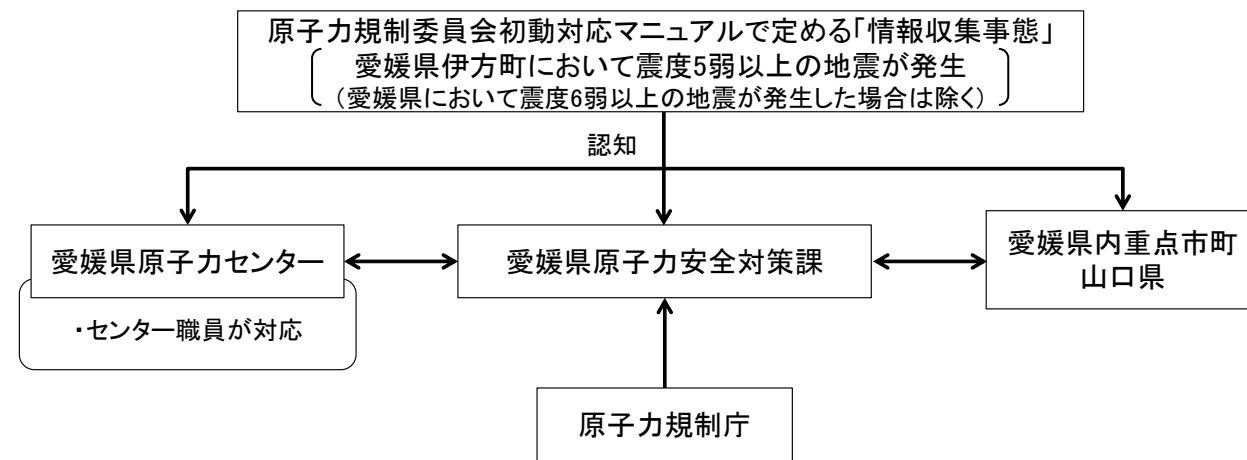 原子力規制委員会初動対応マニュアルで定める「情報収集事態」
愛媛県伊方町において震度5弱以上の地震が発生
(愛媛県において震度6弱以上の地震が発生した場合は除く)
認知
愛媛県原子力センター
愛媛県原子力安全対策課
愛媛県内重点市町
山口県
・センター職員が対応
原子力規制庁